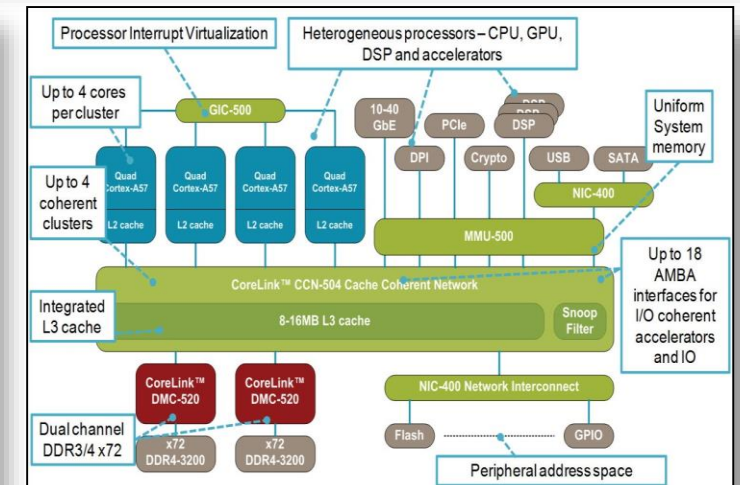 Processor Interrupt Virtualization
Heterogeneous processors – CPU, GPU,
DSP and accelerators
Up to 4 cores
per cluster
GIC-500
10-40
GbE
PCIe
DSP
DSP
DSP
Uniform
System
memory
DPI
Crypto
USB
SATA
Quad
Cortex-A57
Quad
Cortex-A57
Quad
Cortex-A57
Quad
Cortex-A57
NIC-400
Up to 4
coherent
clusters
L2 cache
L2 cache
L2 cache
L2 cache
MMU-500
Up to 18
AMBA
interfaces for
I/O coherent
accelerators
and IO
CoreLink™ CCN-504 Cache Coherent Network
Integrated
L3 cache
8-16MB L3 cache
Snoop
Filter
CoreLink™
DMC-520
CoreLink™
DMC-520
NIC-400 Network Interconnect
Dual channel
DDR3/4 x72
x72
DDR4-3200
x72
DDR4-3200
Flash
GPIO
Peripheral address space